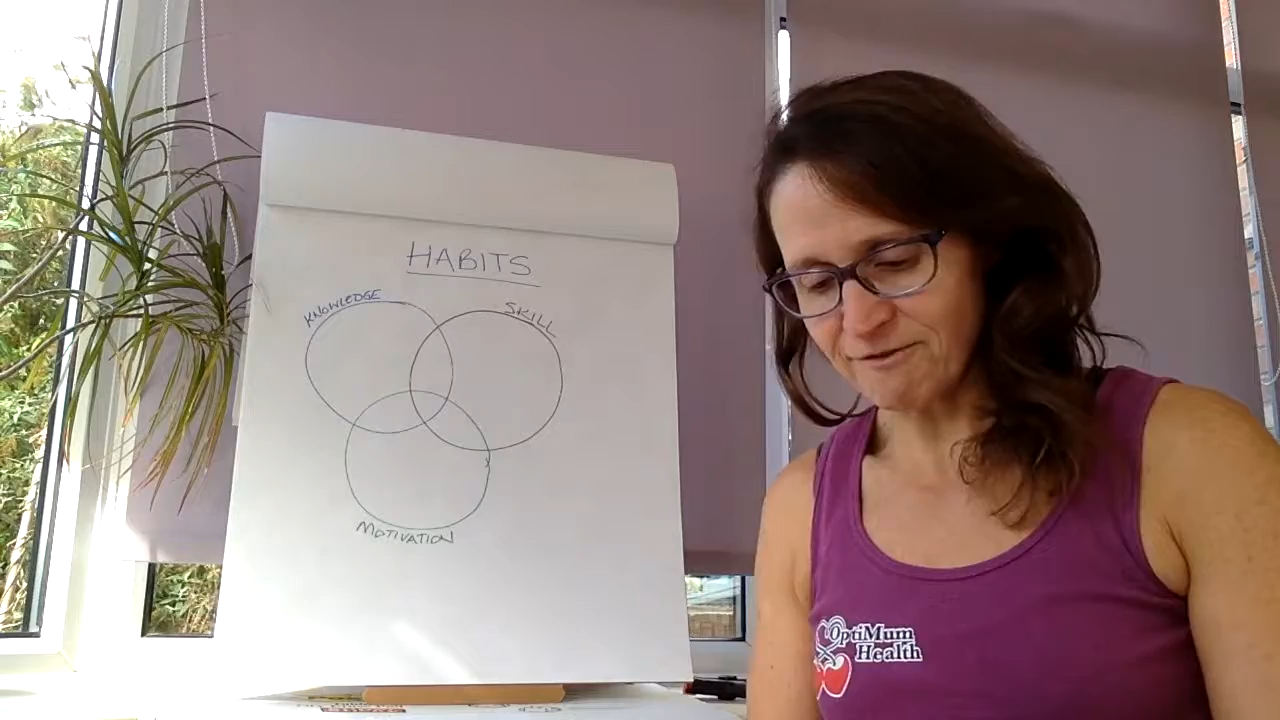 HABITS
KNOWLEDGE
SKILL
MOTIVATION
OptiMum
Health